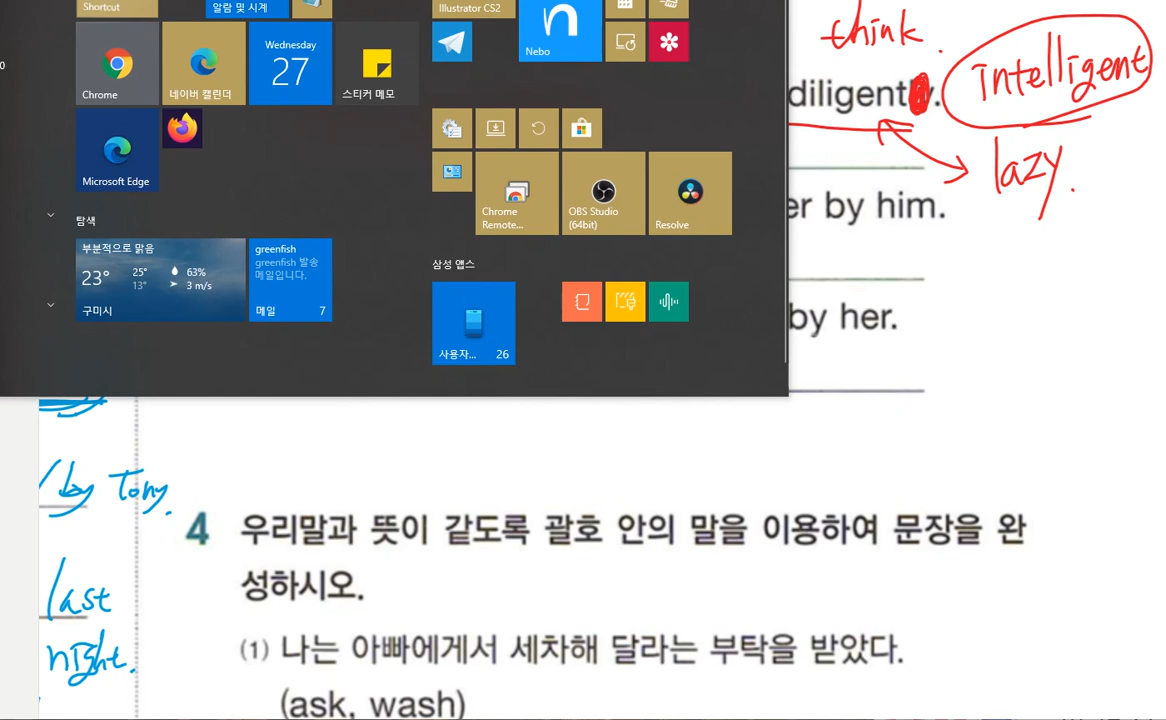 Shortcut
알람 및 시계
Illustrator CS2
Nebo
Chrome
네이버 캘린더
Wednesday
27
스티커 메모
Microsoft Edge
탐색
부분적으로 맑음
23°
25°
13°
63%
3 m/s
구미시
greenfish
greenfish 발송
메일입니다.
메일
7
Chrome
Remote...
OBS Studio
(64bit)
Resolve
삼성 앱스
사용자...
26
0
think.
diligent
intelligent
lazy.
er by him.
by her.
/by Tony.
last
night.
4 우리말과 뜻이 같도록 괄호 안의 말을 이용하여 문장을 완
성하시오.
(1) 나는 아빠에게서 세차해 달라는 부탁을 받았다.
(ask, wash)